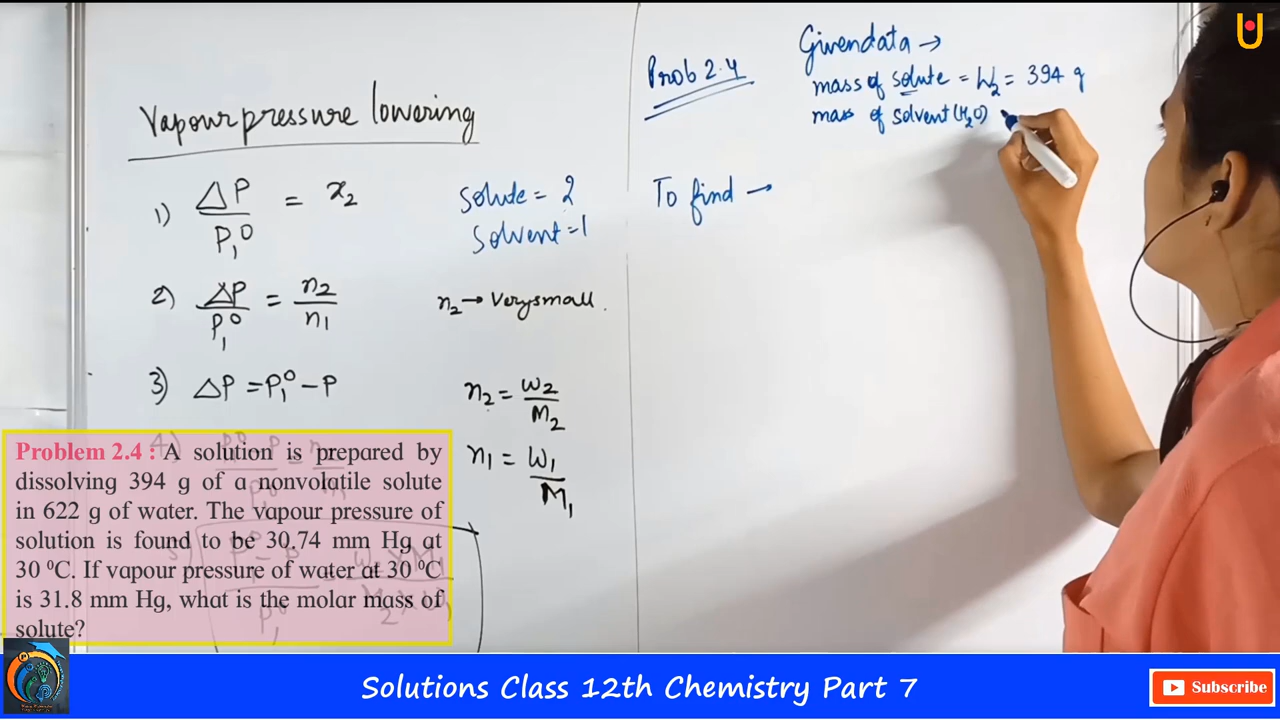 Vapour pressure lowering
1) ΔP / P₁⁰ = x₂
Solute = 2
Solvent = 1
2) ΔP / P₁⁰ = n₂ / n₁
n₂ → Very small.
3) ΔP = P₁⁰ - P
n₂ = W₂ / M₂
n₁ = W₁ / M₁
4)
5)
Prob 2.4
Given data →
mass of solute = W₂ = 394 g
mass of solvent (H₂O)
To find →
Problem 2.4 : A solution is prepared by
dissolving 394 g of a nonvolatile solute
in 622 g of water. The vapour pressure of
solution is found to be 30.74 mm Hg at
30 ⁰C. If vapour pressure of water at 30 ⁰C
is 31.8 mm Hg, what is the molar mass of
solute?
Solutions Class 12th Chemistry Part 7
Subscribe